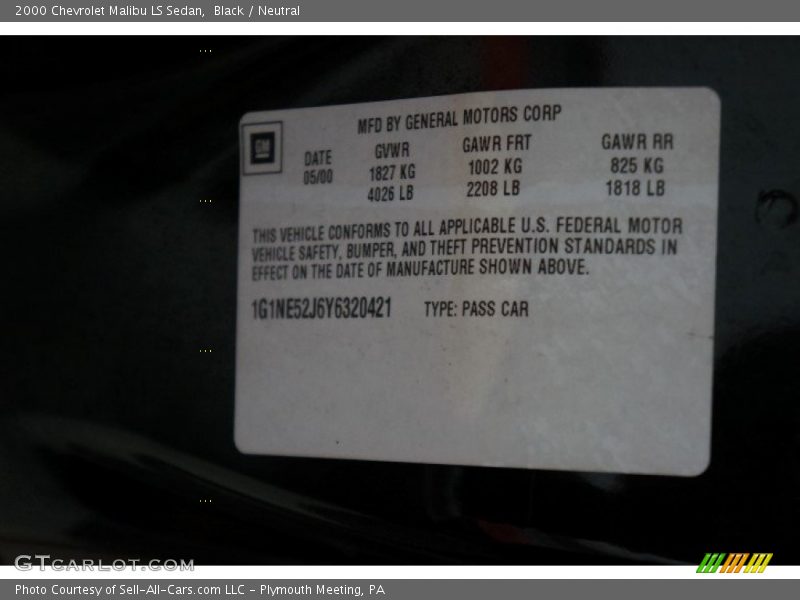 2000 Chevrolet Malibu LS Sedan, Black / Neutral
MFD BY GENERAL MOTORS CORP
GM
DATE GVWR GAWR FRT GAWR RR
05/00 1827 KG 1002 KG 825 KG
4026 LB 2208 LB 1818 LB
THIS VEHICLE CONFORMS TO ALL APPLICABLE U.S. FEDERAL MOTOR
VEHICLE SAFETY, BUMPER, AND THEFT PREVENTION STANDARDS IN
EFFECT ON THE DATE OF MANUFACTURE SHOWN ABOVE.
1G1NE52J6Y6320421 TYPE: PASS CAR
GTCARLOT.COM
Photo Courtesy of Sell-All-Cars.com LLC - Plymouth Meeting, PA